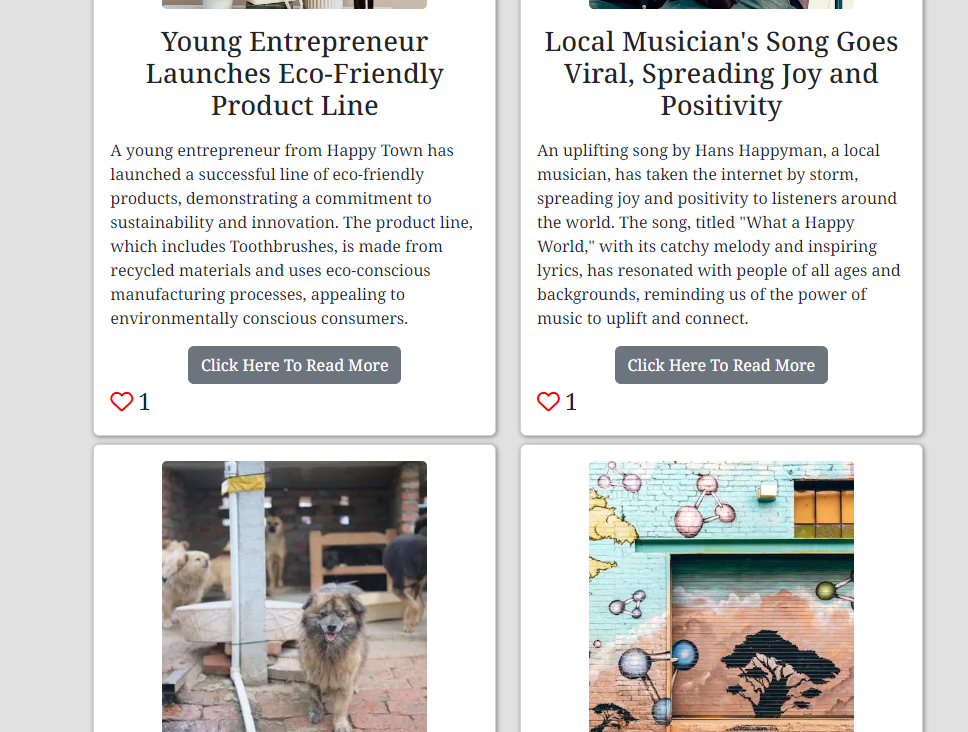 Young Entrepreneur
Launches Eco-Friendly
Product Line
A young entrepreneur from Happy Town has
launched a successful line of eco-friendly
products, demonstrating a commitment to
sustainability and innovation. The product line,
which includes Toothbrushes, is made from
recycled materials and uses eco-conscious
manufacturing processes, appealing to
environmentally conscious consumers.
Click Here To Read More
1
Local Musician's Song Goes
Viral, Spreading Joy and
Positivity
An uplifting song by Hans Happyman, a local
musician, has taken the internet by storm,
spreading joy and positivity to listeners around
the world. The song, titled "What a Happy
World," with its catchy melody and inspiring
lyrics, has resonated with people of all ages and
backgrounds, reminding us of the power of
music to uplift and connect.
Click Here To Read More
1